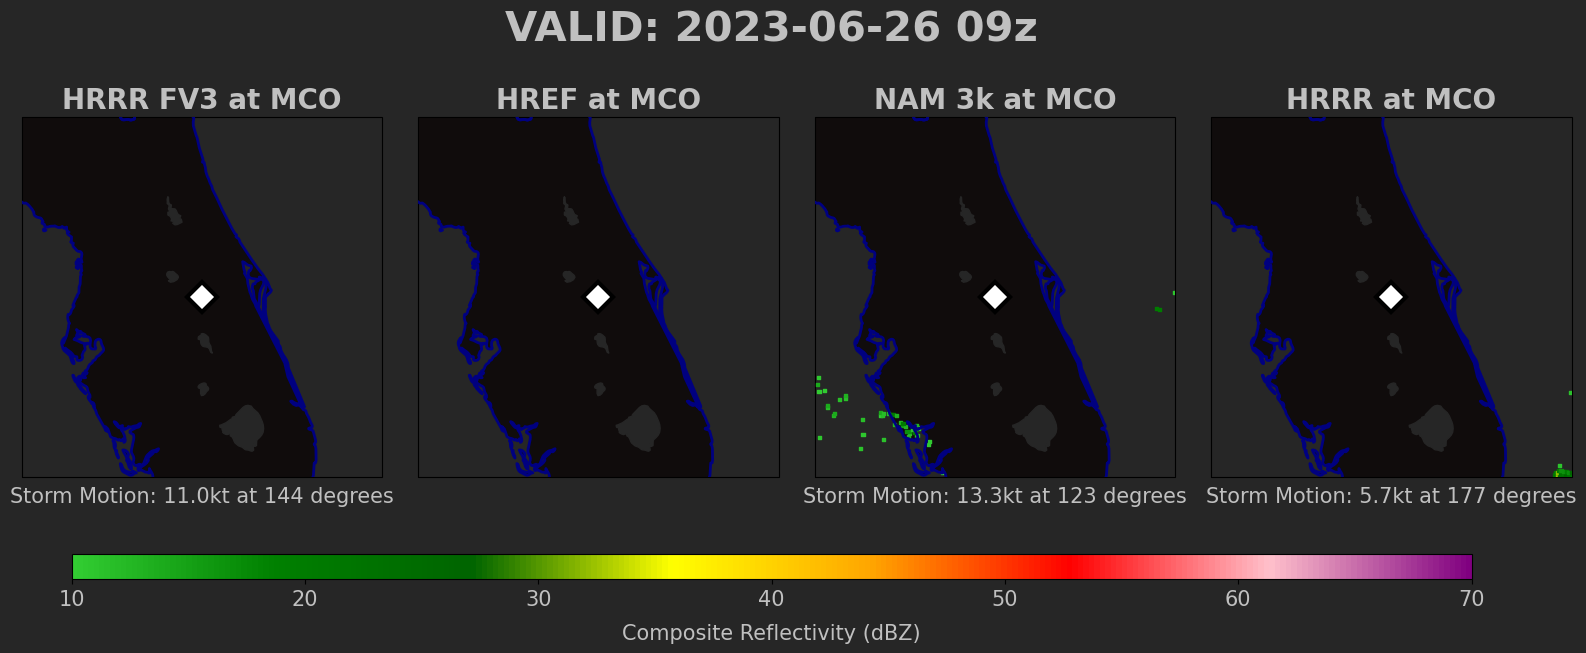 VALID: 2023-06-26 09z
HRRR FV3 at MCO
HREF at MCO
NAM 3k at MCO
HRRR at MCO
Storm Motion: 11.0kt at 144 degrees
Storm Motion: 13.3kt at 123 degrees
Storm Motion: 5.7kt at 177 degrees
10 20 30 40 50 60 70
Composite Reflectivity (dBZ)